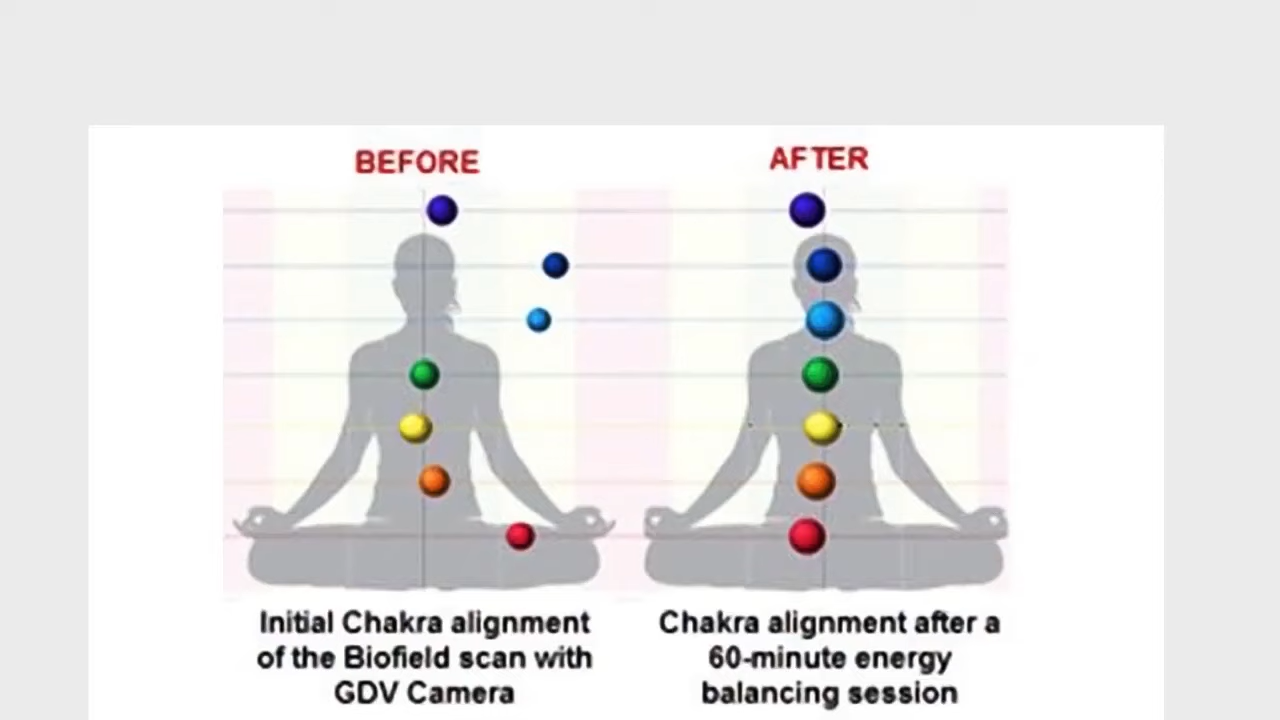 BEFORE
AFTER
Initial Chakra alignment
of the Biofield scan with
GDV Camera
Chakra alignment after a
60-minute energy
balancing session